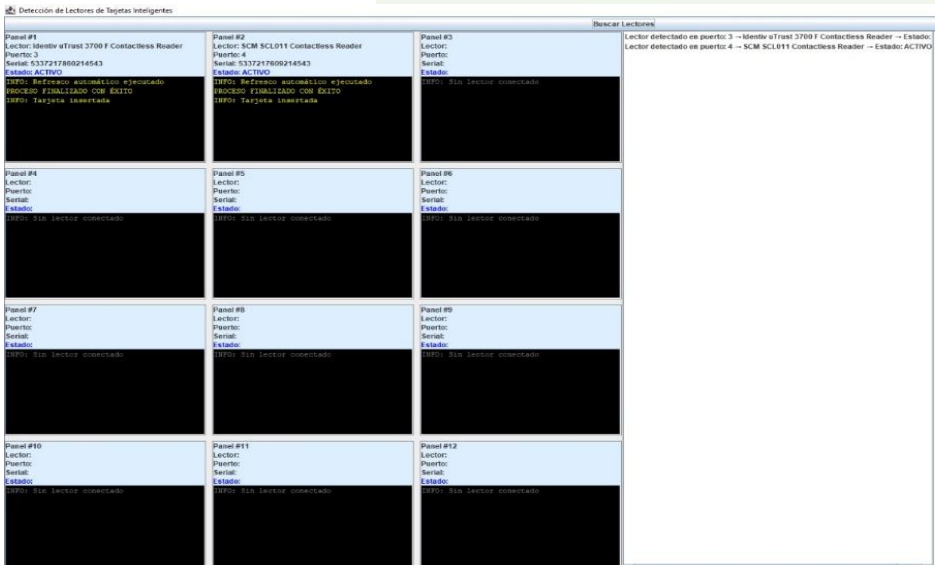 Detección de Lectores de Tarjetas Inteligentes
Buscar Lectores
Panel #1
Lector: Identiv uTrust 3700 F Contactless Reader
Puerto: 3
Serial: 5337217860214543
Estado: ACTIVO
INFO: Refresco automático ejecutado
PROCESO FINALIZADO CON ÉXITO
INFO: Tarjeta insertada
Panel #2
Lector: SCM SCL011 Contactless Reader
Puerto: 4
Serial: 5337217609214543
Estado: ACTIVO
INFO: Refresco automático ejecutado
PROCESO FINALIZADO CON ÉXITO
INFO: Tarjeta insertada
Panel #3
Lector:
Puerto:
Serial:
Estado:
INFO: Sin lector conectado
Lector detectado en puerto: 3 → Identiv uTrust 3700 F Contactless Reader → Estado:
Lector detectado en puerto: 4 → SCM SCL011 Contactless Reader → Estado: ACTIVO
Panel #4
Lector:
Puerto:
Serial:
Estado:
INFO: Sin lector conectado
Panel #5
Lector:
Puerto:
Serial:
Estado:
INFO: Sin lector conectado
Panel #6
Lector:
Puerto:
Serial:
Estado:
INFO: Sin lector conectado
Panel #7
Lector:
Puerto:
Serial:
Estado:
INFO: Sin lector conectado
Panel #8
Lector:
Puerto:
Serial:
Estado:
INFO: Sin lector conectado
Panel #9
Lector:
Puerto:
Serial:
Estado:
INFO: Sin lector conectado
Panel #10
Lector:
Puerto:
Serial:
Estado:
INFO: Sin lector conectado
Panel #11
Lector:
Puerto:
Serial:
Estado:
INFO: Sin lector conectado
Panel #12
Lector:
Puerto:
Serial:
Estado:
INFO: Sin lector conectado